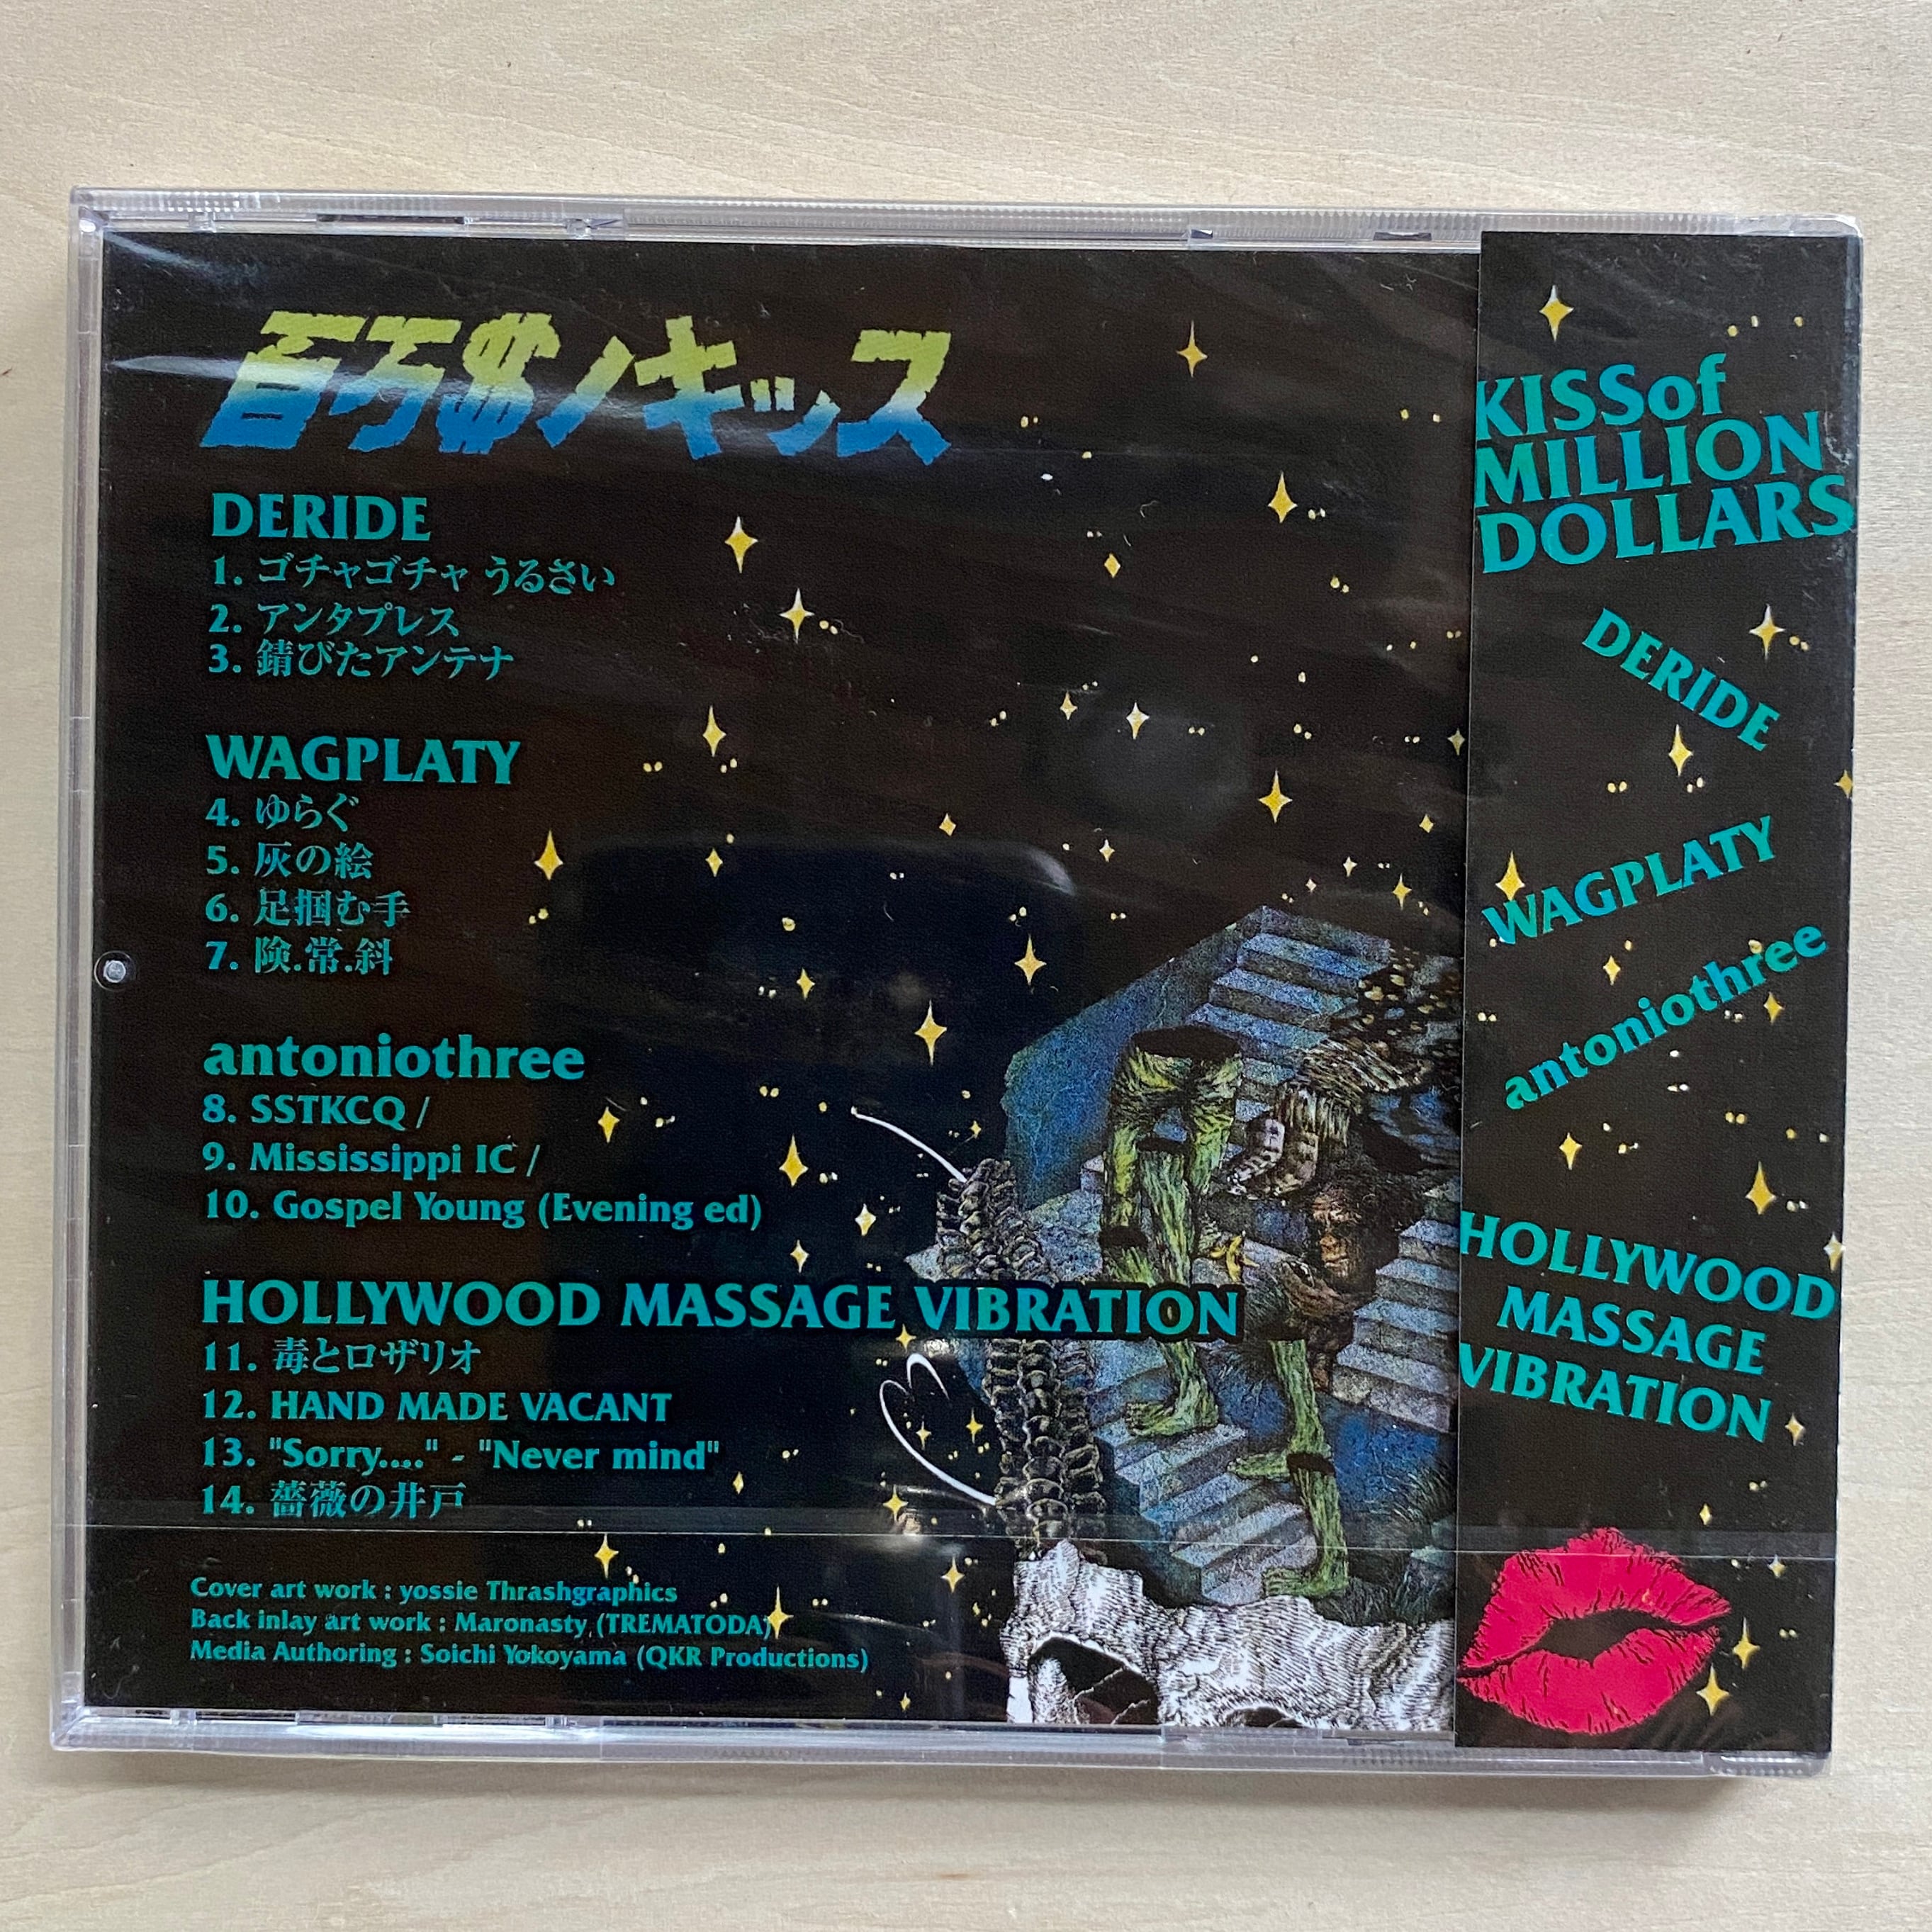 百万$ノキッス
DERIDE
1. ゴチャゴチャ うるさい
2. アンタプレス
3. 錆びたアンテナ
WAGPLATY
4. ゆらぐ
5. 灰の絵
6. 足掴む手
7. 険.常.斜
antoniothree
8. SSTKCQ /
9. Mississippi IC /
10. Gospel Young (Evening ed)
HOLLYWOOD MASSAGE VIBRATION
11. 毒とロザリオ
12. HAND MADE VACANT
13. "Sorry...." - "Never mind"
14. 薔薇の井戸
Cover art work : yossie Thrashgraphics
Back inlay art work : Maronasty (TREMATODA)
Media Authoring : Soichi Yokoyama (QKR Productions)
KISSof
MILLION
DOLLARS
DERIDE
WAGPLATY
antoniothree
HOLLYWOOD
MASSAGE
VIBRATION